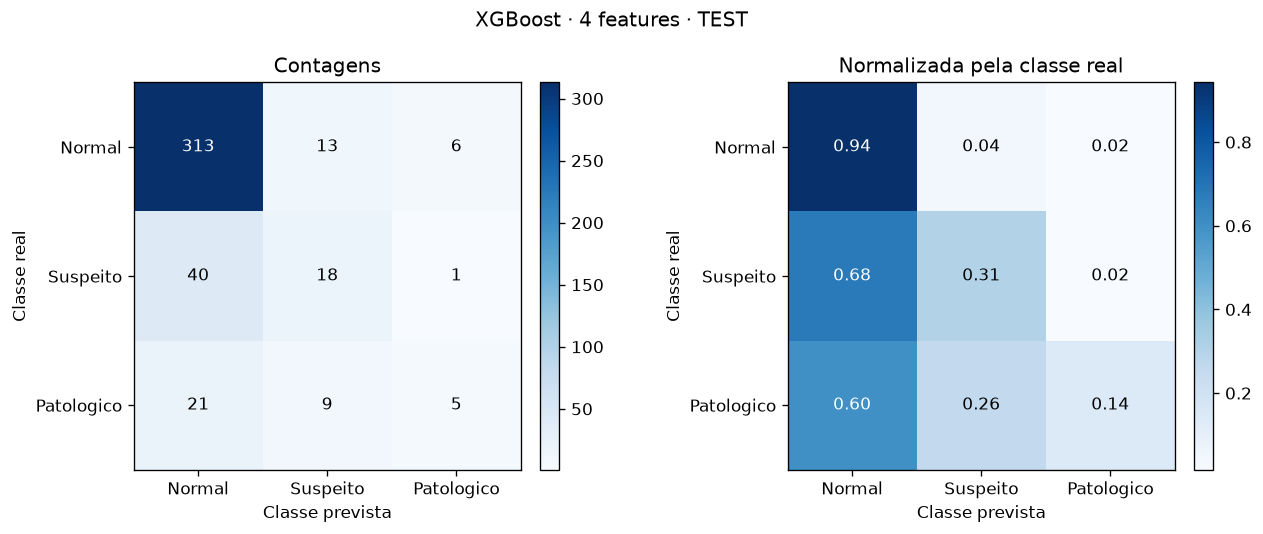 XGBoost · 4 features · TEST
Contagens
Classe real
Normal
Suspeito
Patologico
313 13 6
40 18 1
21 9 5
Normal Suspeito Patologico
Classe prevista
300
250
200
150
100
50
Normalizada pela classe real
Classe real
Normal
Suspeito
Patologico
0.94 0.04 0.02
0.68 0.31 0.02
0.60 0.26 0.14
Normal Suspeito Patologico
Classe prevista
0.8
0.6
0.4
0.2